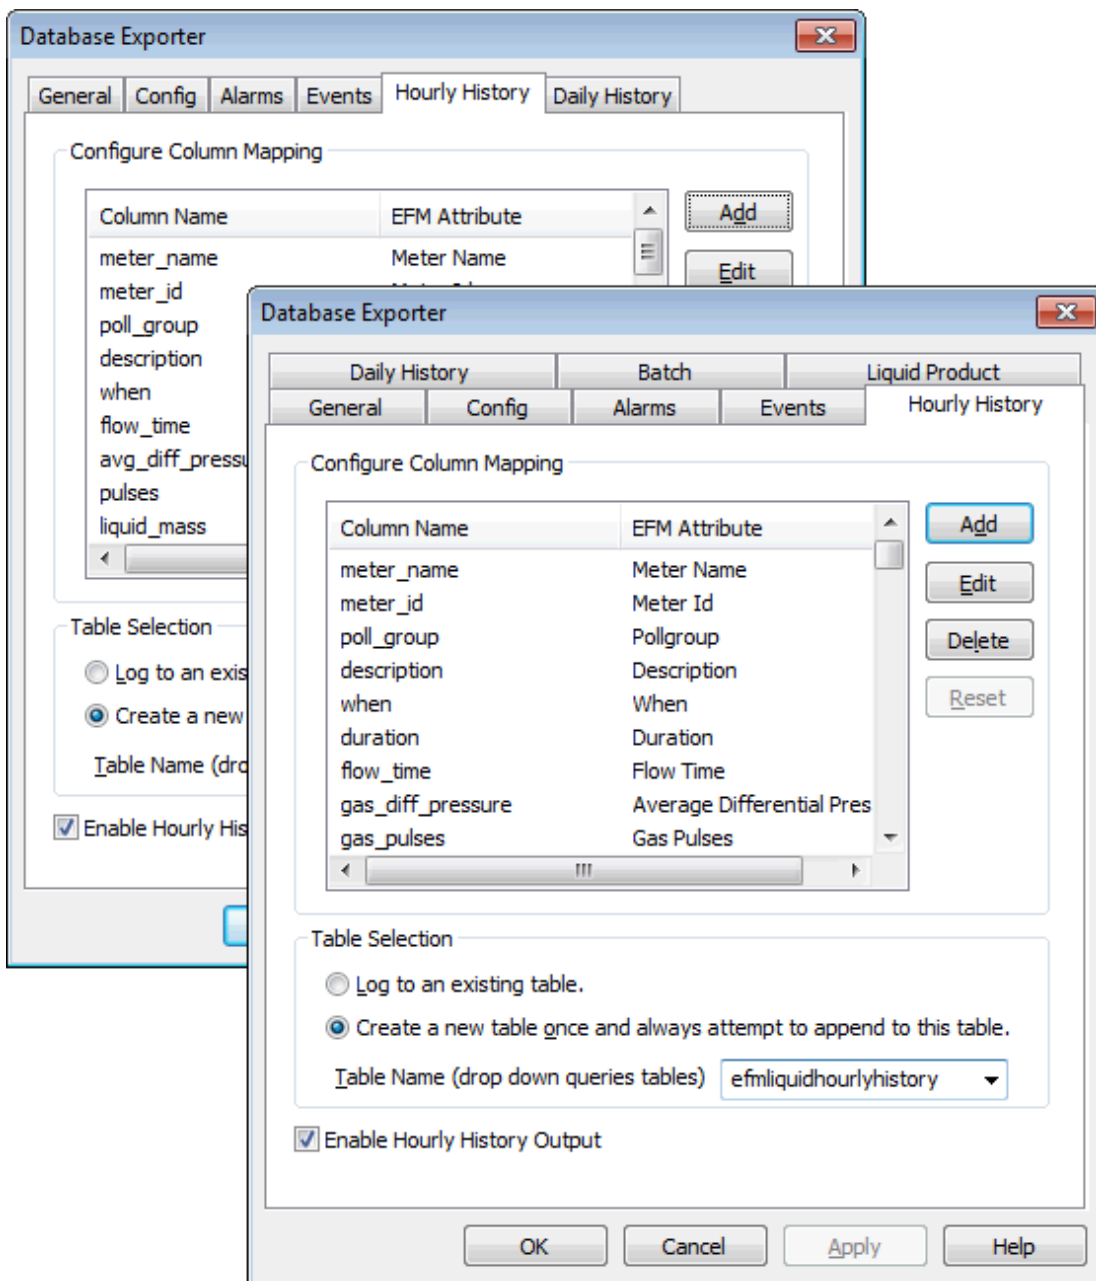 Database Exporter
General Config Alarms Events Hourly History Daily History
Configure Column Mapping
Column Name EFM Attribute Add
meter_name Meter Name
Edit
meter_id
poll_group
description
when
flow_time
avg_diff_pressu
pulses
liquid_mass
Table Selection
Log to an exis
Create a new
Table Name (dro
Enable Hourly His
Database Exporter
Daily History Batch Liquid Product
General Config Alarms Events Hourly History
Configure Column Mapping
Column Name EFM Attribute Add
meter_name Meter Name
Edit
meter_id Meter Id
poll_group Pollgroup
Delete
description Description
when When
Reset
duration Duration
flow_time Flow Time
gas_diff_pressure Average Differential Pres
gas_pulses Gas Pulses
Table Selection
Log to an existing table.
Create a new table once and always attempt to append to this table.
Table Name (drop down queries tables) efmliquidhourlyhistory
Enable Hourly History Output
OK Cancel Apply Help